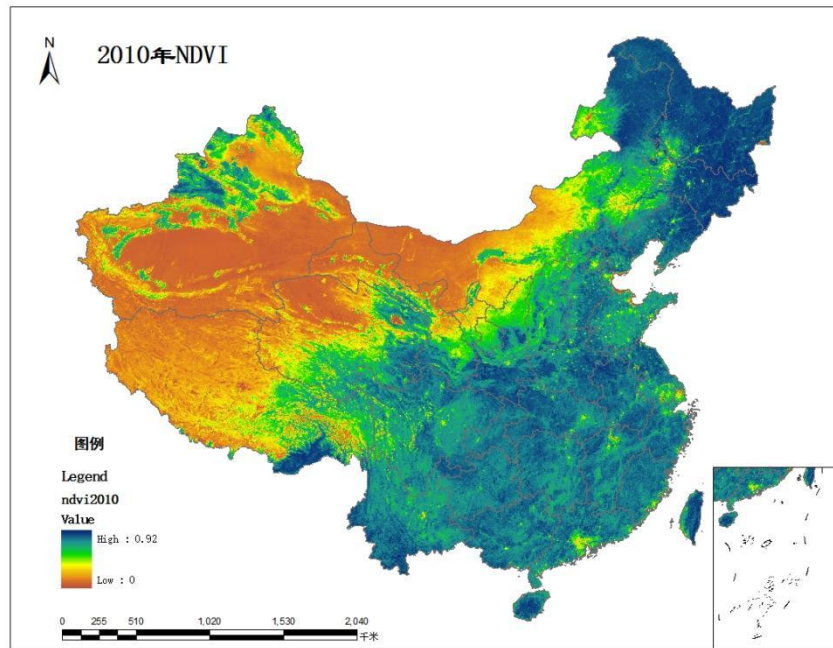 N
2010年NDVI
图例
Legend
ndvi2010
Value
High : 0.92
Low : 0
0 255 510 1,020 1,530 2,040
千米